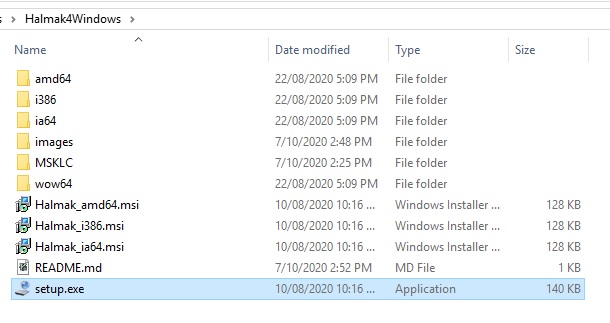 s > Halmak4Windows >
Name Date modified Type Size
amd64 22/08/2020 5:09 PM File folder
i386 22/08/2020 5:09 PM File folder
ia64 22/08/2020 5:09 PM File folder
images 7/10/2020 2:48 PM File folder
MSKLC 7/10/2020 2:25 PM File folder
wow64 22/08/2020 5:09 PM File folder
Halmak_amd64.msi 10/08/2020 10:16 ... Windows Installer ... 128 KB
Halmak_i386.msi 10/08/2020 10:16 ... Windows Installer ... 128 KB
Halmak_ia64.msi 10/08/2020 10:16 ... Windows Installer ... 128 KB
README.md 7/10/2020 2:52 PM MD File 1 KB
setup.exe 10/08/2020 10:16 ... Application 140 KB